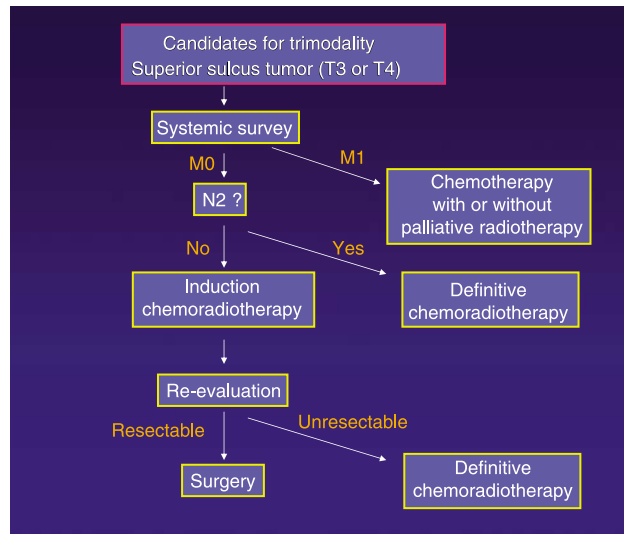 Candidates for trimodality
Superior sulcus tumor (T3 or T4)
Systemic survey
M0
M1
N2 ?
Chemotherapy
with or without
palliative radiotherapy
No
Yes
Induction
chemoradiotherapy
Definitive
chemoradiotherapy
Re-evaluation
Resectable
Unresectable
Surgery
Definitive
chemoradiotherapy